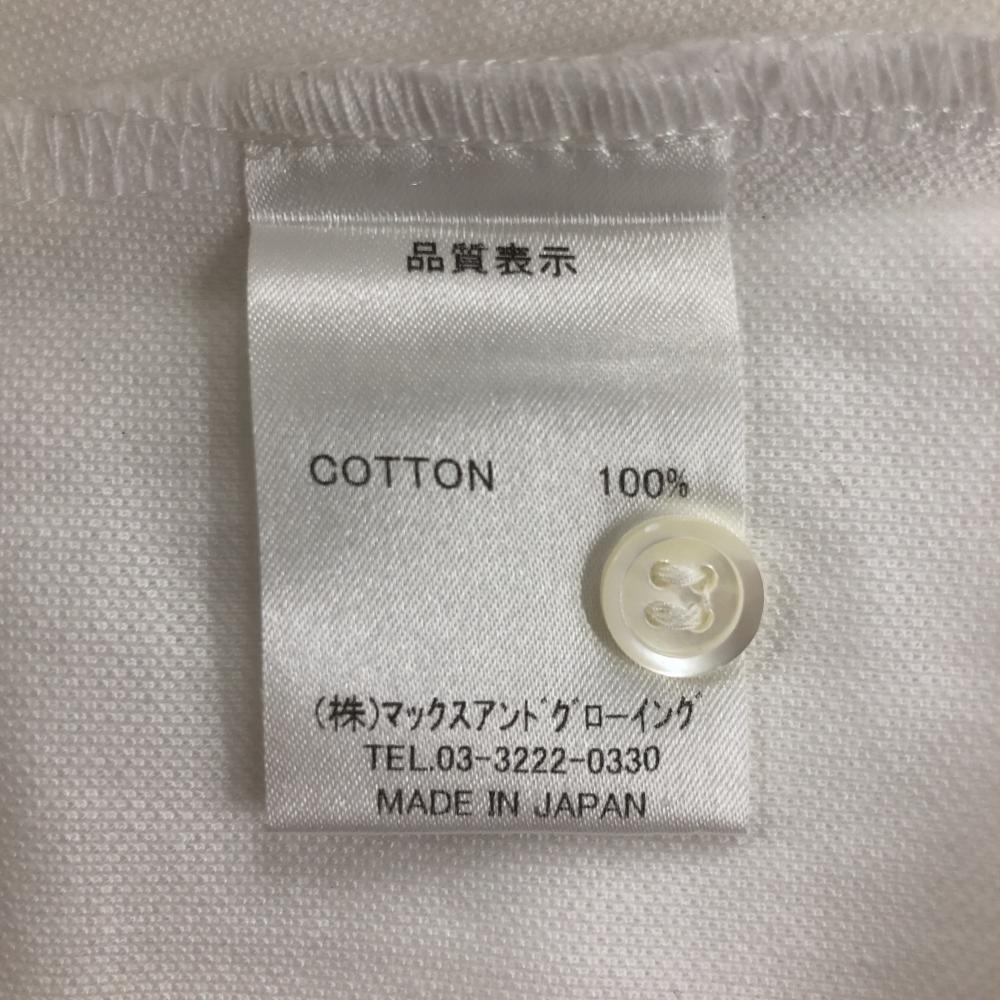 品質表示
COTTON 100%
(株)マックスアンドグローイング
TEL.03-3222-0330
MADE IN JAPAN